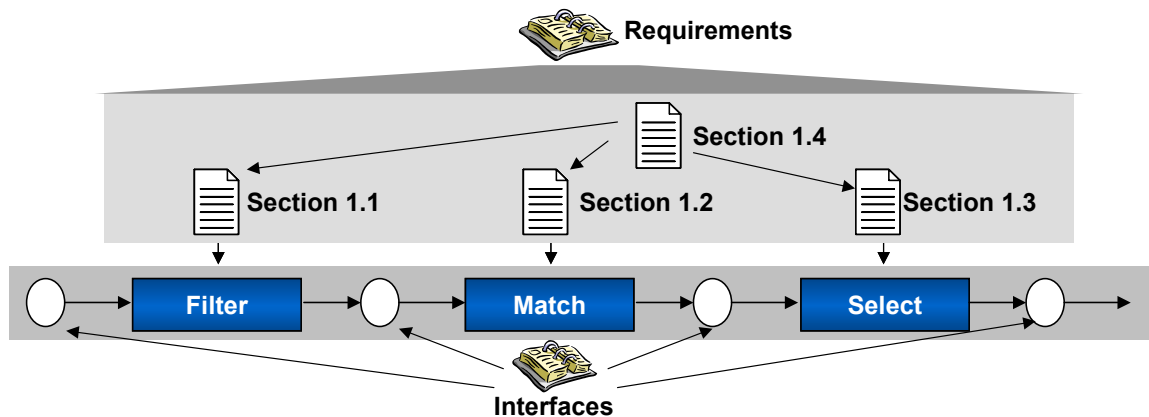 Requirements
Section 1.4
Section 1.1
Section 1.2
Section 1.3
Filter
Match
Select
Interfaces